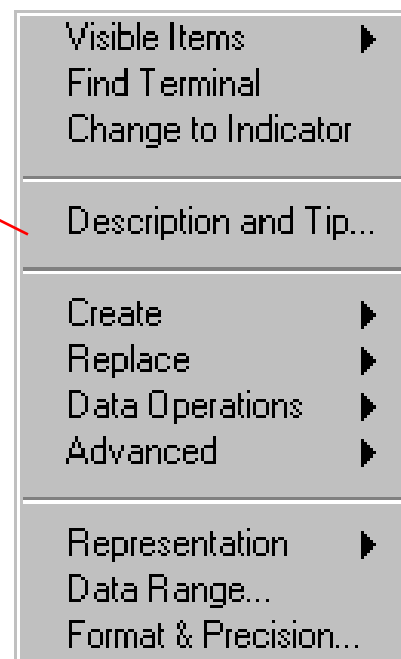 Visible Items
Find Terminal
Change to Indicator
Description and Tip...
Create
Replace
Data Operations
Advanced
Representation
Data Range...
Format & Precision...